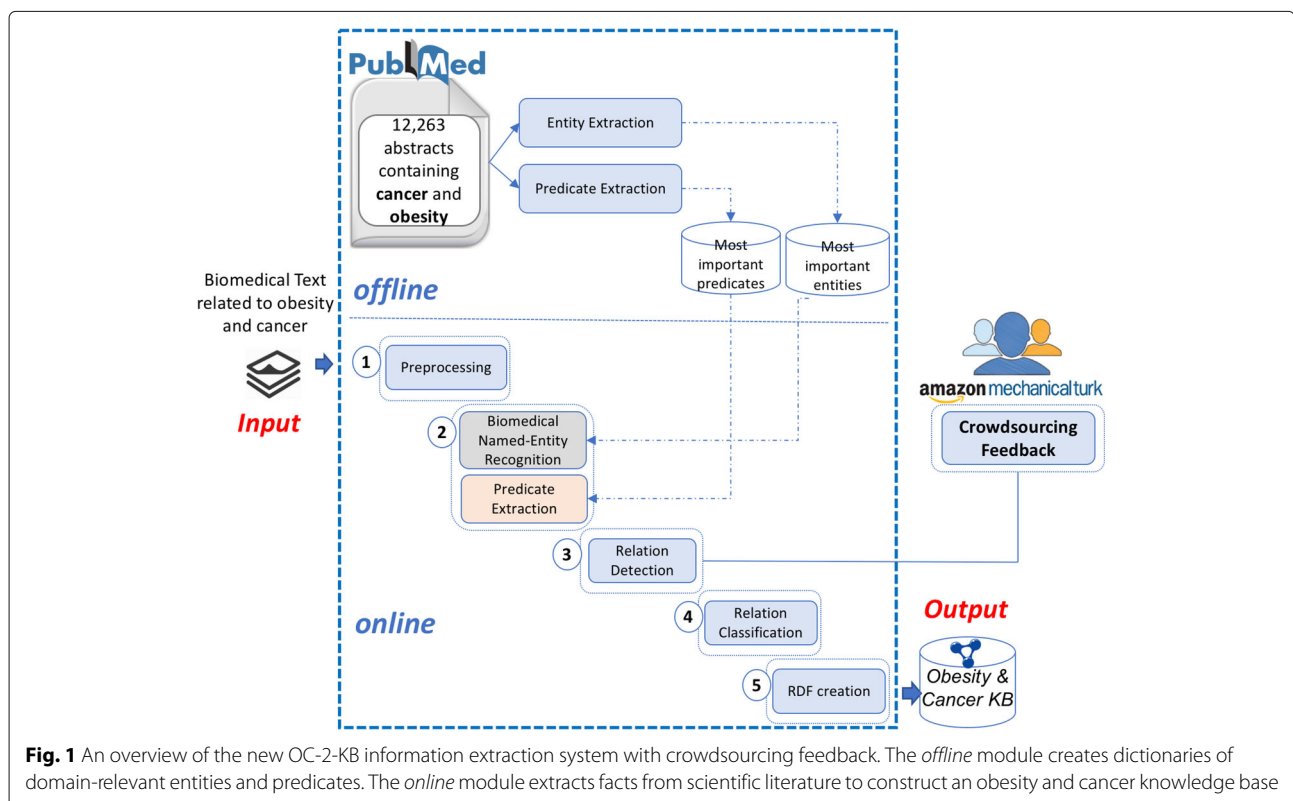 PubMed
12,263
abstracts
containing
cancer and
obesity
Entity Extraction
Predicate Extraction
Most
important
predicates
Most
important
entities
offline
Biomedical Text
related to obesity
and cancer
Input
1
Preprocessing
2
Biomedical
Named-Entity
Recognition
Predicate
Extraction
amazonmechanicalturk
Crowdsourcing
Feedback
3
Relation
Detection
online
4
Relation
Classification
Output
5
RDF creation
Obesity &
Cancer KB
Fig. 1 An overview of the new OC-2-KB information extraction system with crowdsourcing feedback. The offline module creates dictionaries of
domain-relevant entities and predicates. The online module extracts facts from scientific literature to construct an obesity and cancer knowledge base